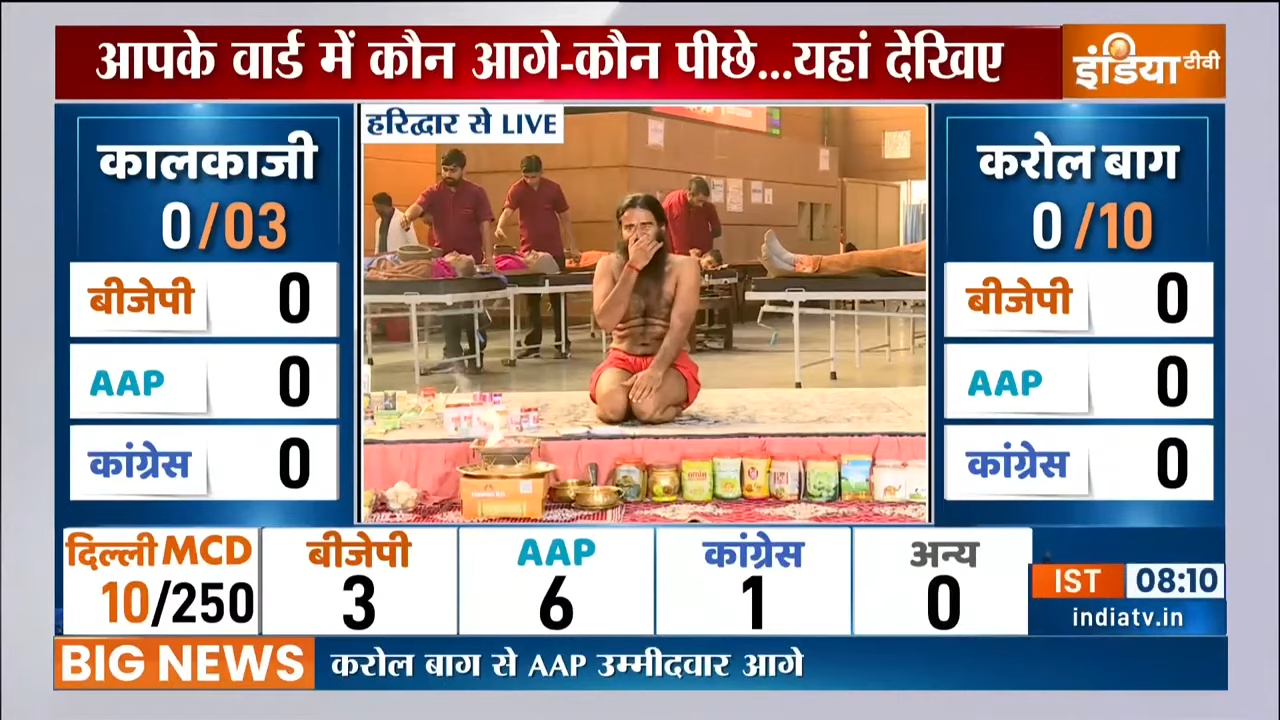 आपके वार्ड में कौन आगे-कौन पीछे...यहां देखिए
इंडिया टीवी
कालकाजी
0/03
बीजेपी 0
AAP 0
कांग्रेस 0
हरिद्वार से LIVE
करोल बाग
0/10
बीजेपी 0
AAP 0
कांग्रेस 0
दिल्ली MCD
10/250
बीजेपी
3
AAP
6
कांग्रेस
1
अन्य
0
IST 08:10
indiatv.in
BIG NEWS
करोल बाग से AAP उम्मीदवार आगे